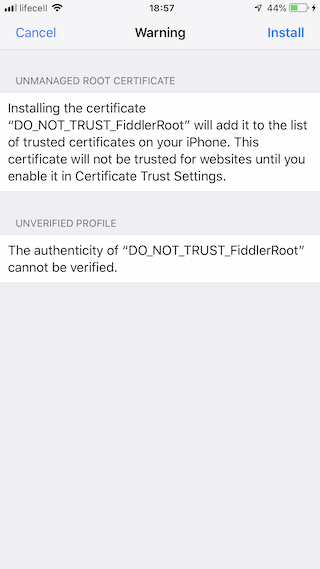 lifecell 18:57 44%
Cancel Warning Install
UNMANAGED ROOT CERTIFICATE
Installing the certificate
“DO_NOT_TRUST_FiddlerRoot” will add it to the list
of trusted certificates on your iPhone. This
certificate will not be trusted for websites until you
enable it in Certificate Trust Settings.
UNVERIFIED PROFILE
The authenticity of “DO_NOT_TRUST_FiddlerRoot”
cannot be verified.